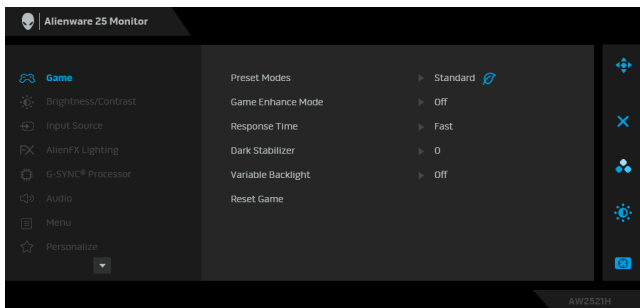 Alienware 25 Monitor
Game
Preset Modes Standard
Brightness/Contrast
Game Enhance Mode Off
Input Source
Response Time Fast
FX AlienFX Lighting
Dark Stabilizer 0
G-SYNC® Processor
Variable Backlight Off
Audio
Reset Game
Menu
Personalize
AW2521H